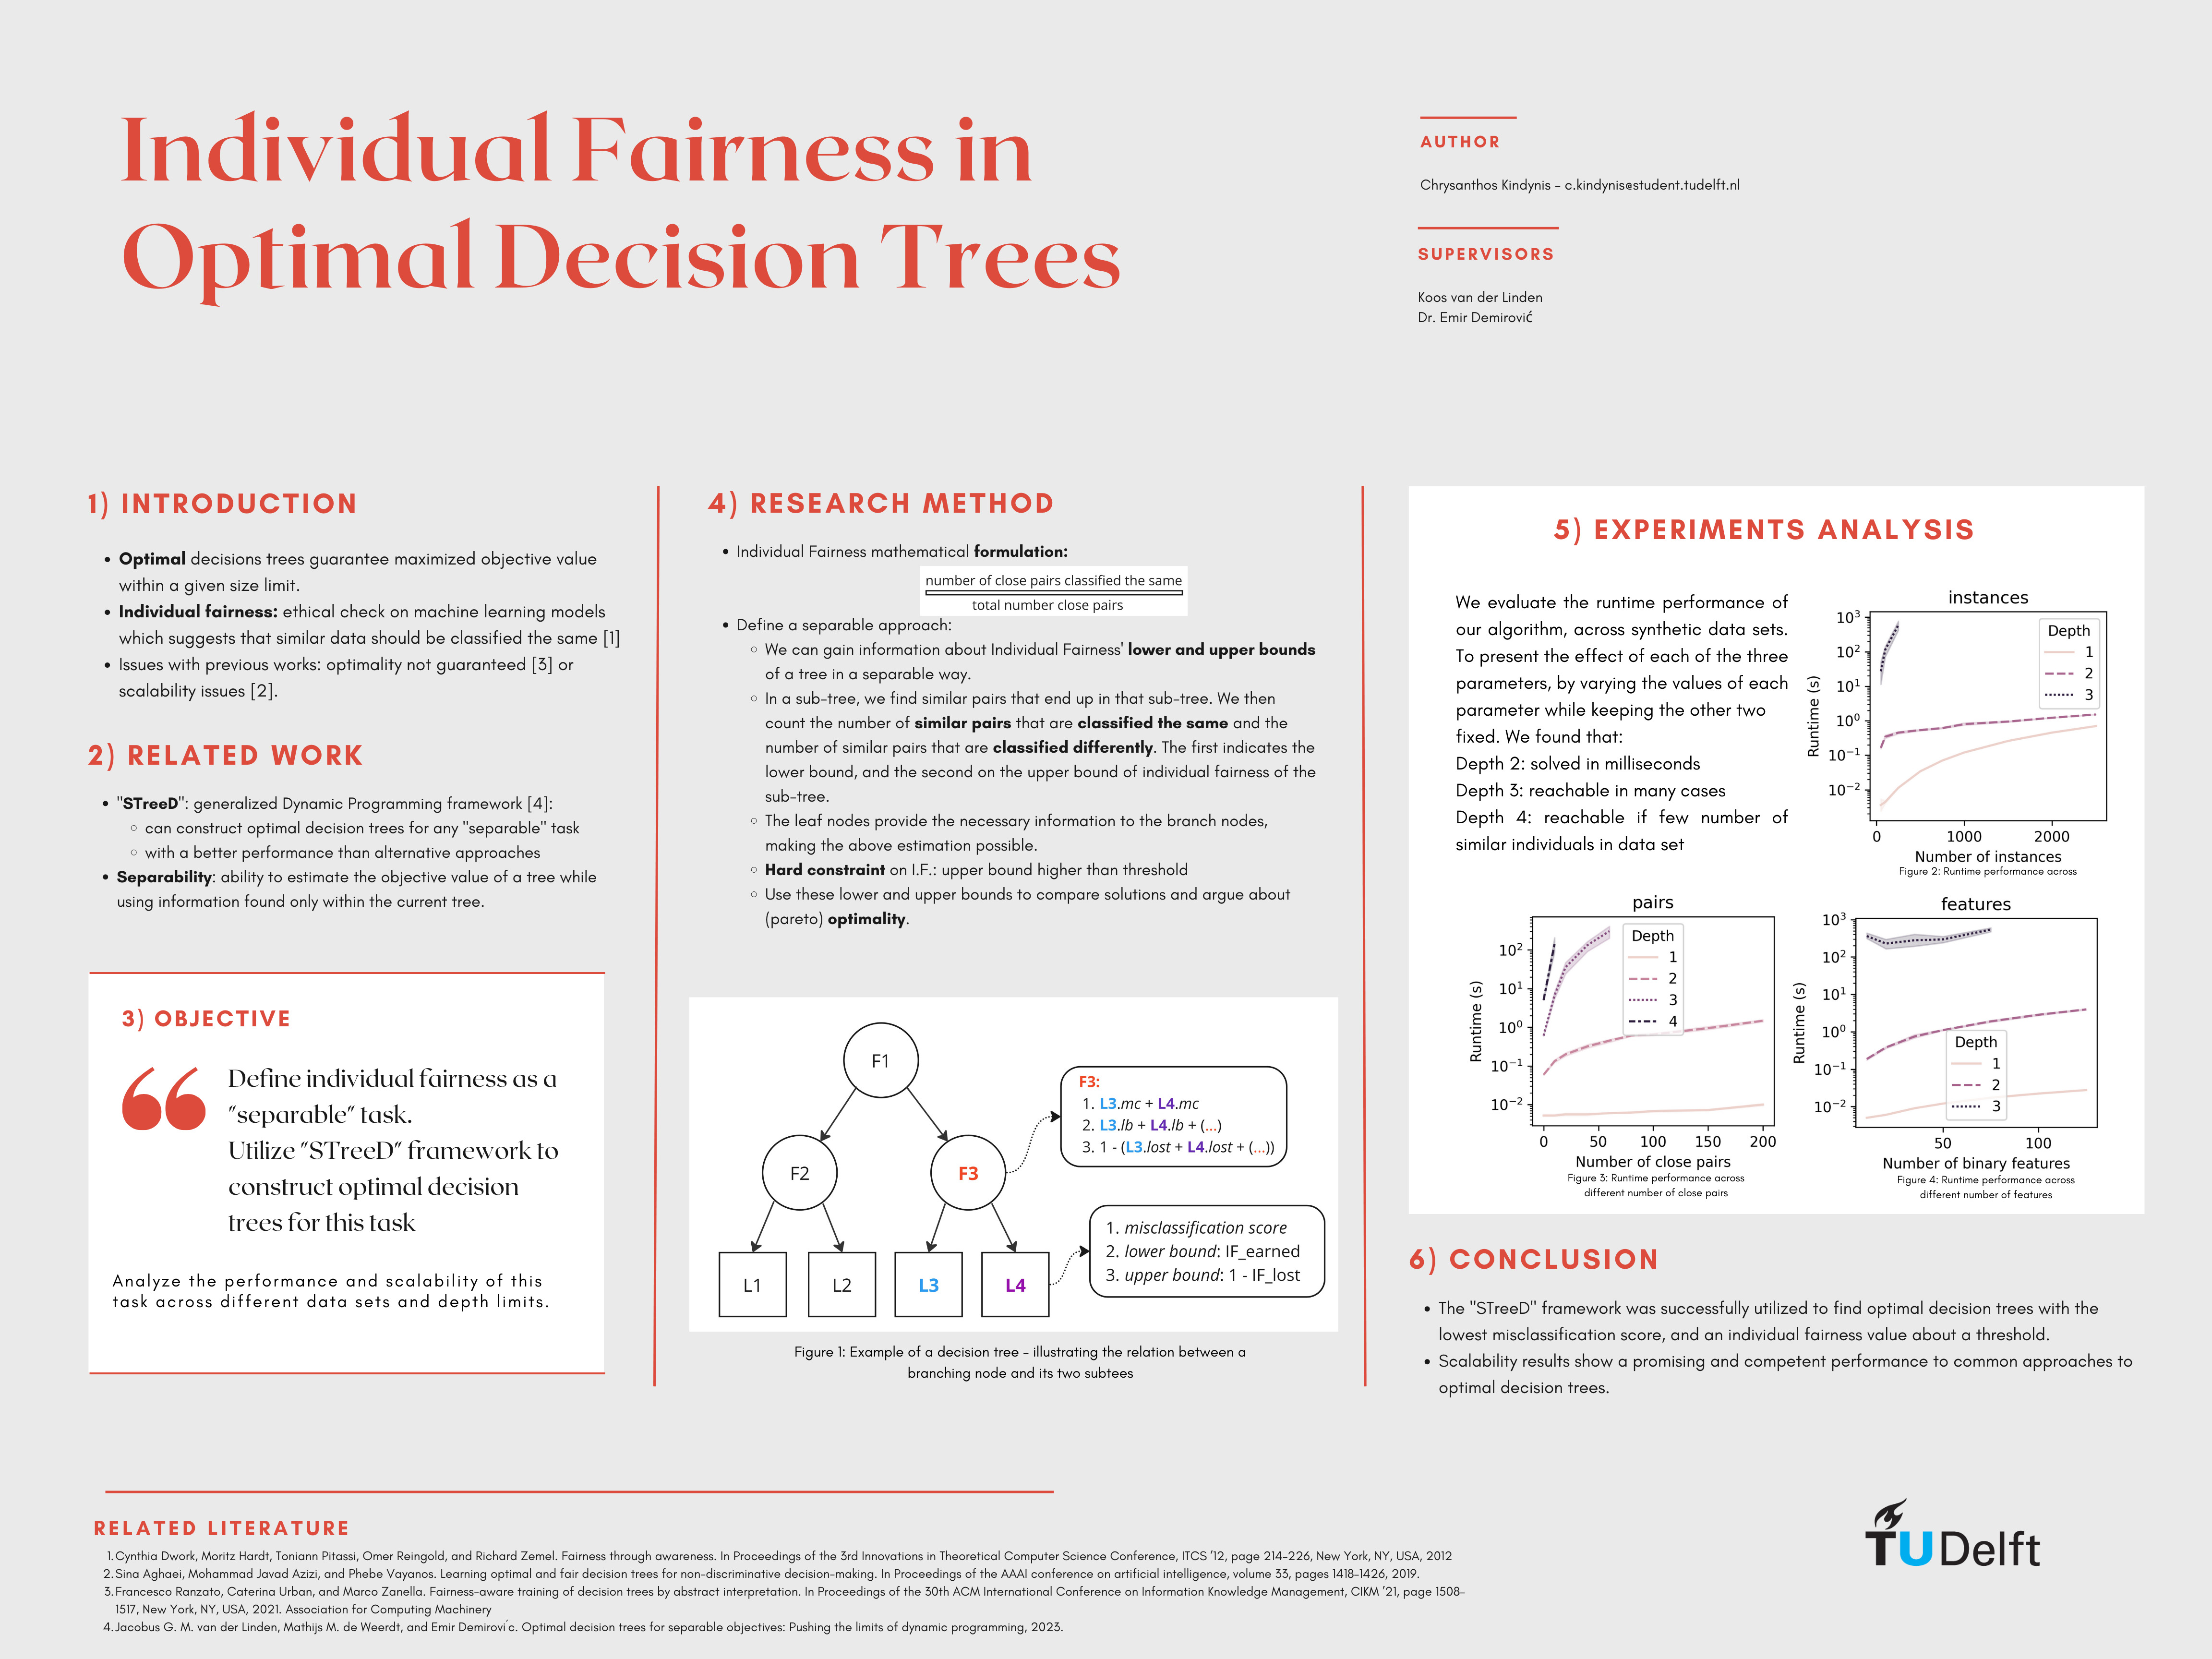 Individual Fairness in
Optimal Decision Trees
AUTHOR
Chrysanthos Kindynis - c.kindynis@student.tudelft.nl
SUPERVISORS
Koos van der Linden
Dr. Emir Demirović
1) INTRODUCTION
• Optimal decisions trees guarantee maximized objective value
within a given size limit.
• Individual fairness: ethical check on machine learning models
which suggests that similar data should be classified the same [1]
• Issues with previous works: optimality not guaranteed [3] or
scalability issues [2].
2) RELATED WORK
• "STreeD": generalized Dynamic Programming framework [4]:
◦ can construct optimal decision trees for any "separable" task
◦ with a better performance than alternative approaches
• Separability: ability to estimate the objective value of a tree while
using information found only within the current tree.
3) OBJECTIVE
“
Define individual fairness as a
"separable" task.
Utilize "STreeD" framework to
construct optimal decision
trees for this task
Analyze the performance and scalability of this
task across different data sets and depth limits.
4) RESEARCH METHOD
• Individual Fairness mathematical formulation:
number of close pairs classified the same
total number close pairs
• Define a separable approach:
◦ We can gain information about Individual Fairness' lower and upper bounds
of a tree in a separable way.
◦ In a sub-tree, we find similar pairs that end up in that sub-tree. We then
count the number of similar pairs that are classified the same and the
number of similar pairs that are classified differently. The first indicates the
lower bound, and the second on the upper bound of individual fairness of the
sub-tree.
◦ The leaf nodes provide the necessary information to the branch nodes,
making the above estimation possible.
◦ Hard constraint on I.F.: upper bound higher than threshold
◦ Use these lower and upper bounds to compare solutions and argue about
(pareto) optimality.
F1
F2
F3
L1
L2
L3
L4
F3:
1. L3.mc + L4.mc
2. L3.lb + L4.lb + (...)
3. 1 - (L3.lost + L4.lost + (...))
1. misclassification score
2. lower bound: IF_earned
3. upper bound: 1 - IF_lost
Figure 1: Example of a decision tree - illustrating the relation between a
branching node and its two subtees
5) EXPERIMENTS ANALYSIS
We evaluate the runtime performance of
our algorithm, across synthetic data sets.
To present the effect of each of the three
parameters, by varying the values of each
parameter while keeping the other two
fixed. We found that:
Depth 2: solved in milliseconds
Depth 3: reachable in many cases
Depth 4: reachable if few number of
similar individuals in data set
instances
Runtime (s)
10³
10²
10¹
10⁰
10⁻¹
10⁻²
Depth
1
2
3
0 1000 2000
Number of instances
Figure 2: Runtime performance across
pairs
Runtime (s)
10²
10¹
10⁰
10⁻¹
10⁻²
Depth
1
2
3
4
0 50 100 150 200
Number of close pairs
Figure 3: Runtime performance across
different number of close pairs
features
Runtime (s)
10³
10²
10¹
10⁰
10⁻¹
10⁻²
Depth
1
2
3
50 100
Number of binary features
Figure 4: Runtime performance across
different number of features
6) CONCLUSION
• The "STreeD" framework was successfully utilized to find optimal decision trees with the
lowest misclassification score, and an individual fairness value about a threshold.
• Scalability results show a promising and competent performance to common approaches to
optimal decision trees.
RELATED LITERATURE
1. Cynthia Dwork, Moritz Hardt, Toniann Pitassi, Omer Reingold, and Richard Zemel. Fairness through awareness. In Proceedings of the 3rd Innovations in Theoretical Computer Science Conference, ITCS ’12, page 214–226, New York, NY, USA, 2012
2. Sina Aghaei, Mohammad Javad Azizi, and Phebe Vayanos. Learning optimal and fair decision trees for non-discriminative decision-making. In Proceedings of the AAAI conference on artificial intelligence, volume 33, pages 1418–1426, 2019.
3. Francesco Ranzato, Caterina Urban, and Marco Zanella. Fairness-aware training of decision trees by abstract interpretation. In Proceedings of the 30th ACM International Conference on Information Knowledge Management, CIKM ’21, page 1508–
1517, New York, NY, USA, 2021. Association for Computing Machinery
4. Jacobus G. M. van der Linden, Mathijs M. de Weerdt, and Emir Demirovi ́c. Optimal decision trees for separable objectives: Pushing the limits of dynamic programming, 2023.
TU Delft